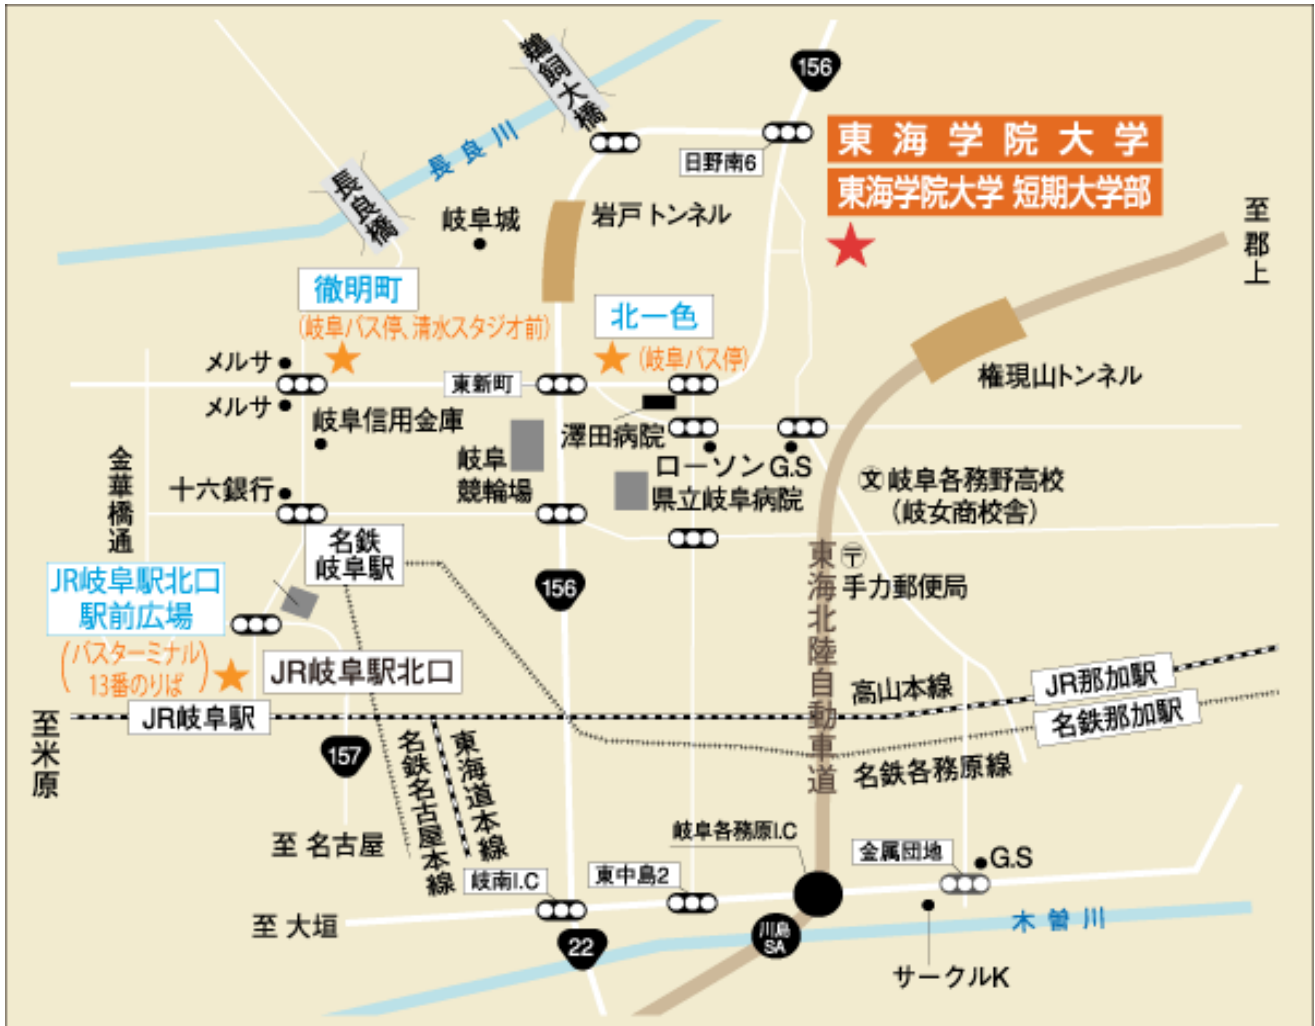 鵜飼大橋
156
東海学院大学
長良川
日野南6
東海学院大学 短期大学部
長良橋
岐阜城
岩戸トンネル
至郡上
徹明町
(岐阜バス停、清水スタジオ前)
北一色
(岐阜バス停)
メルサ
東新町
権現山トンネル
メルサ
岐阜信用金庫
澤田病院
金華橋通
岐阜
競輪場
ローソン
G.S
県立岐阜病院
文
岐阜各務野高校
(岐女商校舎)
十六銀行
名鉄
岐阜駅
東海北陸自動車道
〒
手力郵便局
JR岐阜駅北口
駅前広場
156
(バスターミナル)
13番のりば
JR岐阜駅北口
高山本線
JR那加駅
至米原
JR岐阜駅
名鉄那加駅
157
名鉄名古屋本線
東海道本線
名鉄各務原線
至 名古屋
岐阜各務原I.C
金属団地
G.S
岐南I.C
東中島2
至 大垣
22
川島
SA
木曽川
サークルK